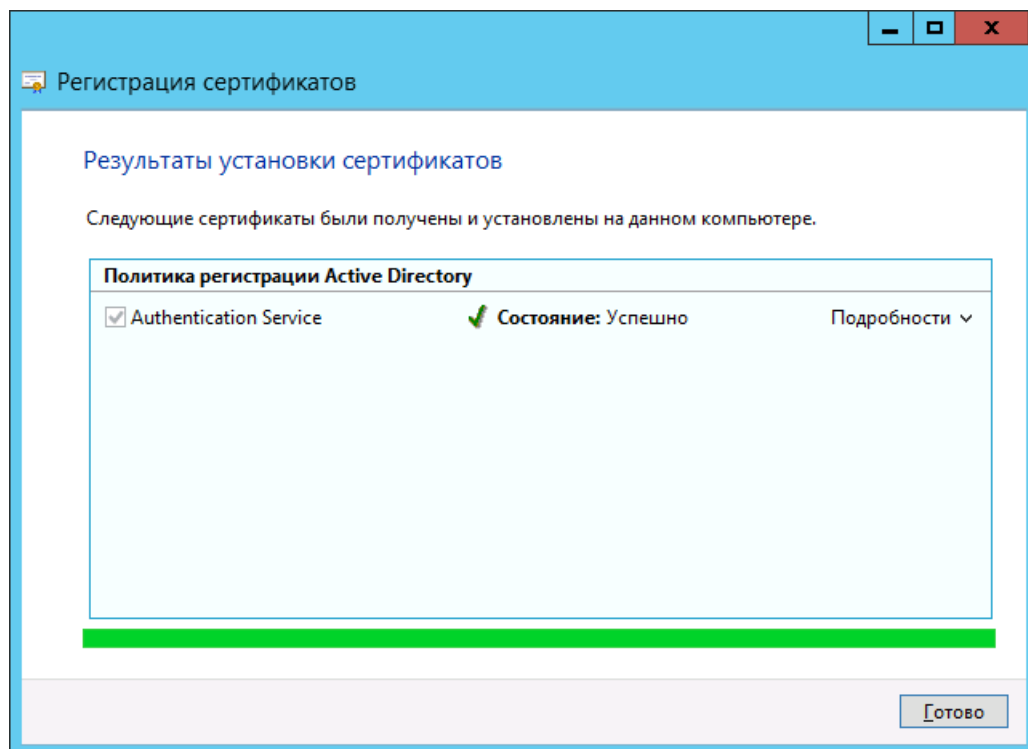 Регистрация сертификатов
Результаты установки сертификатов
Следующие сертификаты были получены и установлены на данном компьютере.
Политика регистрации Active Directory
Authentication Service Состояние: Успешно Подробности
Готово